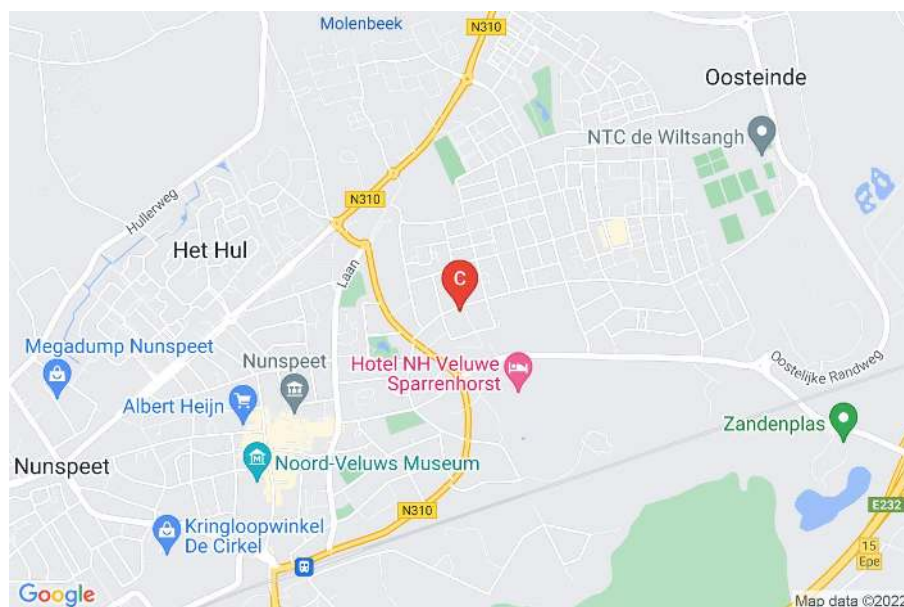 Molenbeek
N310
Oosteinde
NTC de Wiltsangh
N310
Hullerweg
Het Hul
Laan
C
Megadump Nunspeet
Nunspeet
Hotel NH Veluwe
Sparrenhorst
Oostelijke Randweg
Albert Heijn
Zandenplas
Nunspeet
Noord-Veluws Museum
N310
E232
Kringloopwinkel
De Cirkel
15
Epe
Google
Map data ©2022